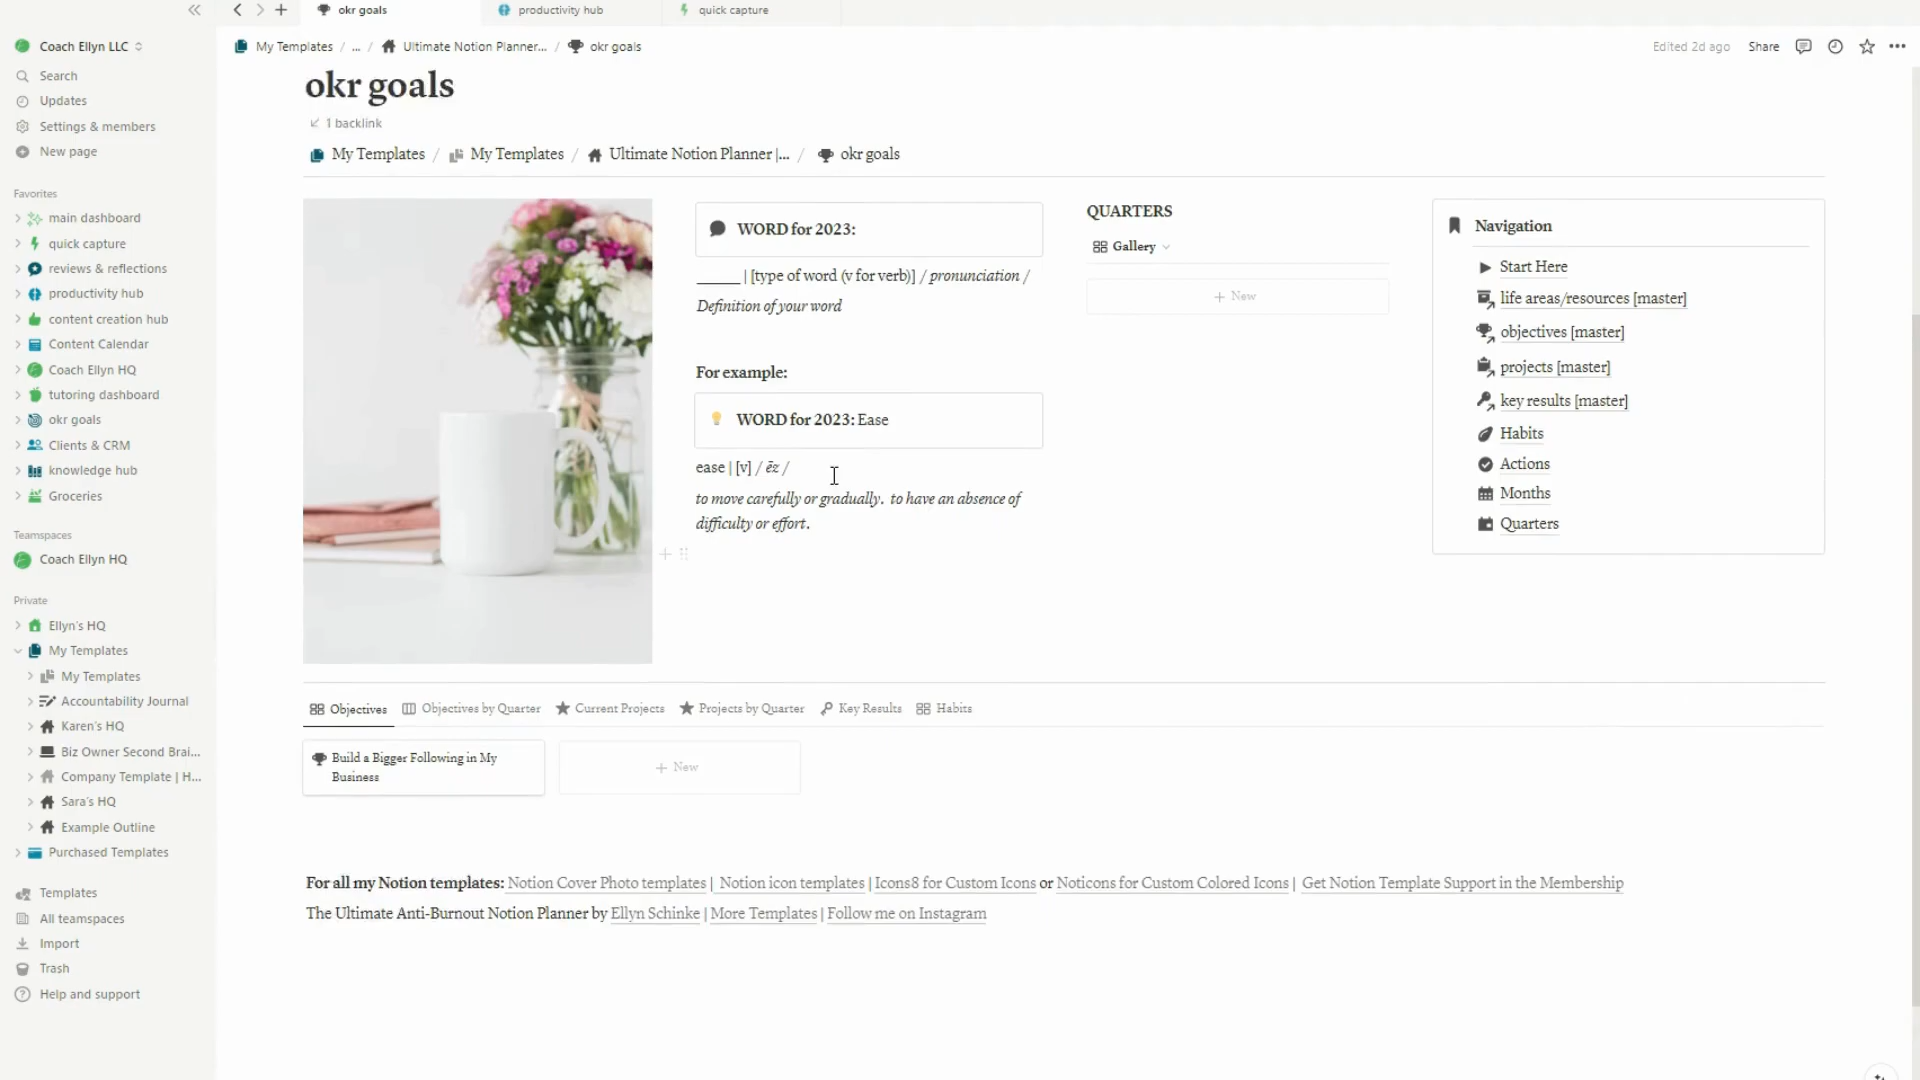 okr goals
productivity hub
quick capture
Coach Ellyn LLC
My Templates / ... / Ultimate Notion Planner... / okr goals
Edited 2d ago
Share
Search
Updates
Settings & members
New page
Favorites
main dashboard
quick capture
reviews & reflections
productivity hub
content creation hub
Content Calendar
Coach Ellyn HQ
tutoring dashboard
okr goals
Clients & CRM
knowledge hub
Groceries
Teamspaces
Coach Ellyn HQ
Private
Ellyn's HQ
My Templates
My Templates
Accountability Journal
Karen's HQ
Biz Owner Second Brai...
Company Template | H...
Sara's HQ
Example Outline
Purchased Templates
Templates
All teamspaces
Import
Trash
Help and support
okr goals
1 backlink
My Templates / My Templates / Ultimate Notion Planner |... / okr goals
WORD for 2023:
______ | [type of word (v for verb)] / pronunciation /
Definition of your word
For example:
WORD for 2023: Ease
ease | [v] / ēz /
to move carefully or gradually. to have an absence of
difficulty or effort.
QUARTERS
Gallery
+ New
Navigation
Start Here
life areas/resources [master]
objectives [master]
projects [master]
key results [master]
Habits
Actions
Months
Quarters
Objectives
Objectives by Quarter
Current Projects
Projects by Quarter
Key Results
Habits
Build a Bigger Following in My
Business
+ New
For all my Notion templates: Notion Cover Photo templates | Notion icon templates | Icons8 for Custom Icons or Noticons for Custom Colored Icons | Get Notion Template Support in the Membership
The Ultimate Anti-Burnout Notion Planner by Ellyn Schinke | More Templates | Follow me on Instagram